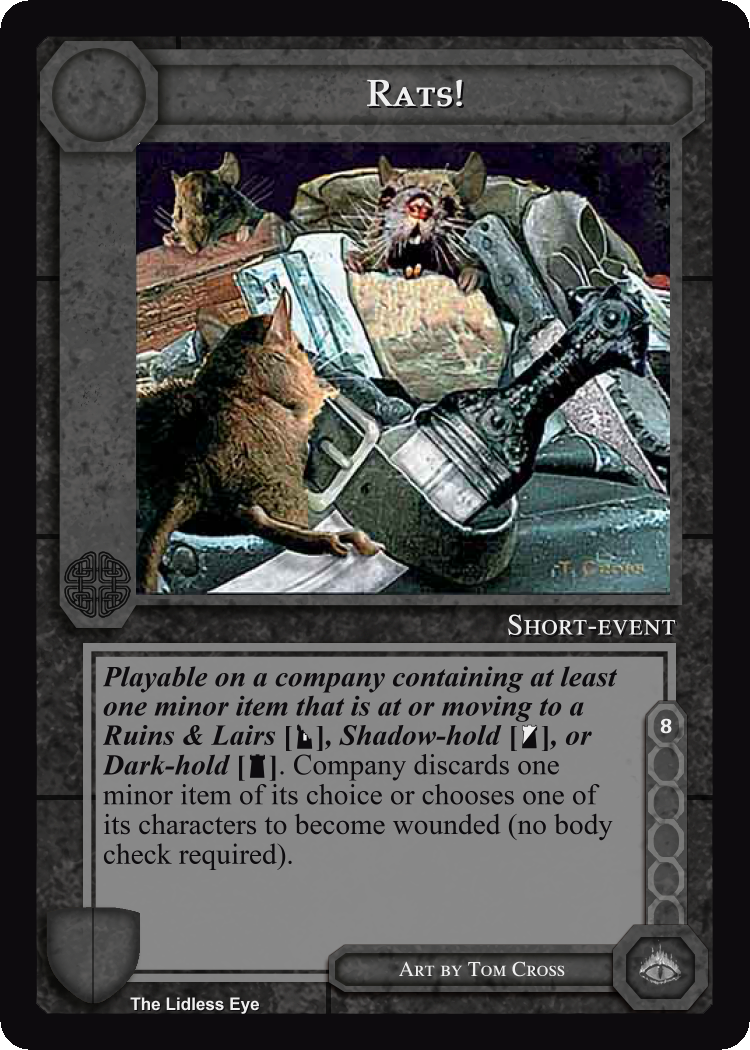 Rats!
T. Cross
Short-event
Playable on a company containing at least
one minor item that is at or moving to a
Ruins & Lairs [], Shadow-hold [], or
Dark-hold []. Company discards one
minor item of its choice or chooses one of
its characters to become wounded (no body
check required).
8
Art by Tom Cross
The Lidless Eye